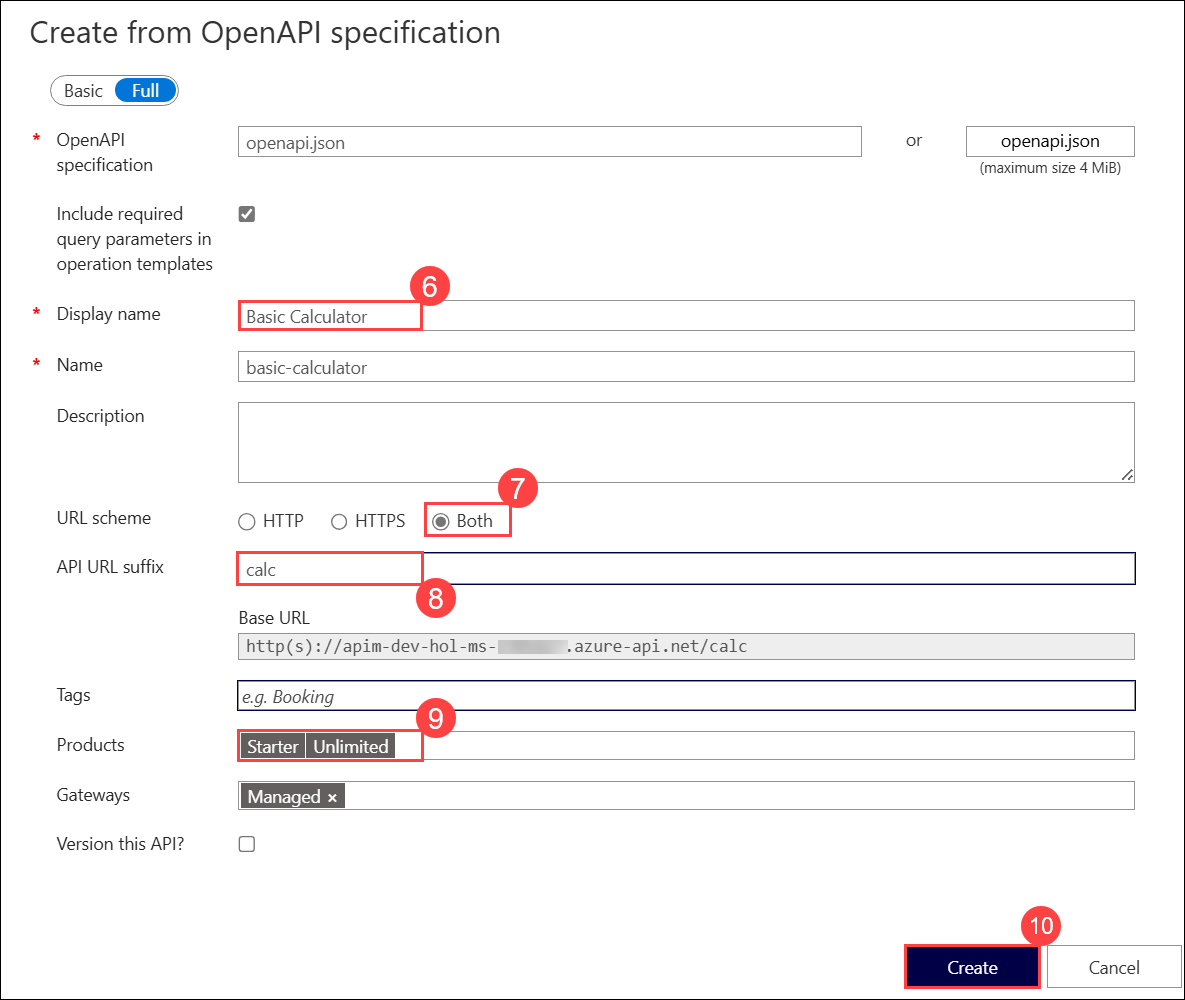 Create from OpenAPI specification
Basic Full
* OpenAPI specification
openapi.json or openapi.json
(maximum size 4 MiB)
Include required
query parameters in
operation templates
6
* Display name Basic Calculator
* Name basic-calculator
Description
7
URL scheme HTTP HTTPS Both
API URL suffix calc
8
Base URL
http(s)://apim-dev-hol-ms- .azure-api.net/calc
Tags e.g. Booking
9
Products Starter Unlimited
Gateways Managed ×
Version this API?
10
Create Cancel